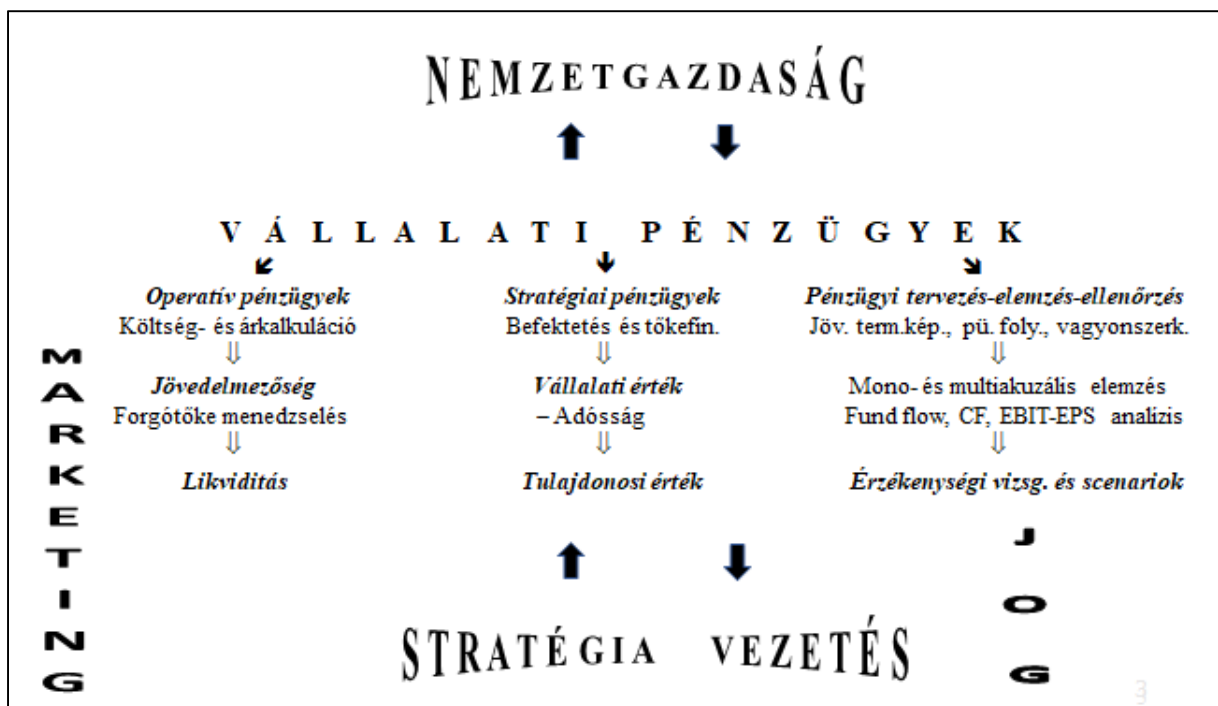 NEMZETGAZDASÁG
VÁLLALATI PÉNZÜGYEK
Operatív pénzügyek
Költség- és árkalkuláció
Jövedelmezőség
Forgótőke menedzselés
Likviditás
Stratégiai pénzügyek
Befektetés és tőkefin.
Vállalati érték
– Adósság
Tulajdonosi érték
Pénzügyi tervezés-elemzés-ellenőrzés
Jöv. term.kép., pü. foly., vagyonszerk.
Mono- és multiakuzális elemzés
Fund flow, CF, EBIT-EPS analízis
Érzékenységi vizsg. és scenariok
MARKETING
JOG
STRATÉGIA VEZETÉS
3